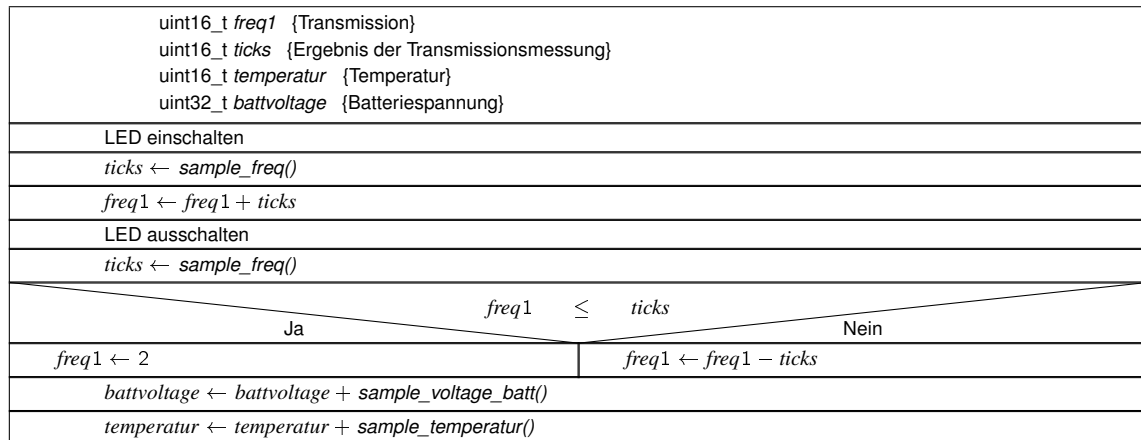 uint16_t freq1 {Transmission}
uint16_t ticks {Ergebnis der Transmissionsmessung}
uint16_t temperatur {Temperatur}
uint32_t battvoltage {Batteriespannung}
LED einschalten
ticks ← sample_freq()
freq1 ← freq1 + ticks
LED ausschalten
ticks ← sample_freq()
freq1 ≤ ticks
Ja Nein
freq1 ← 2 freq1 ← freq1 − ticks
battvoltage ← battvoltage + sample_voltage_batt()
temperatur ← temperatur + sample_temperatur()